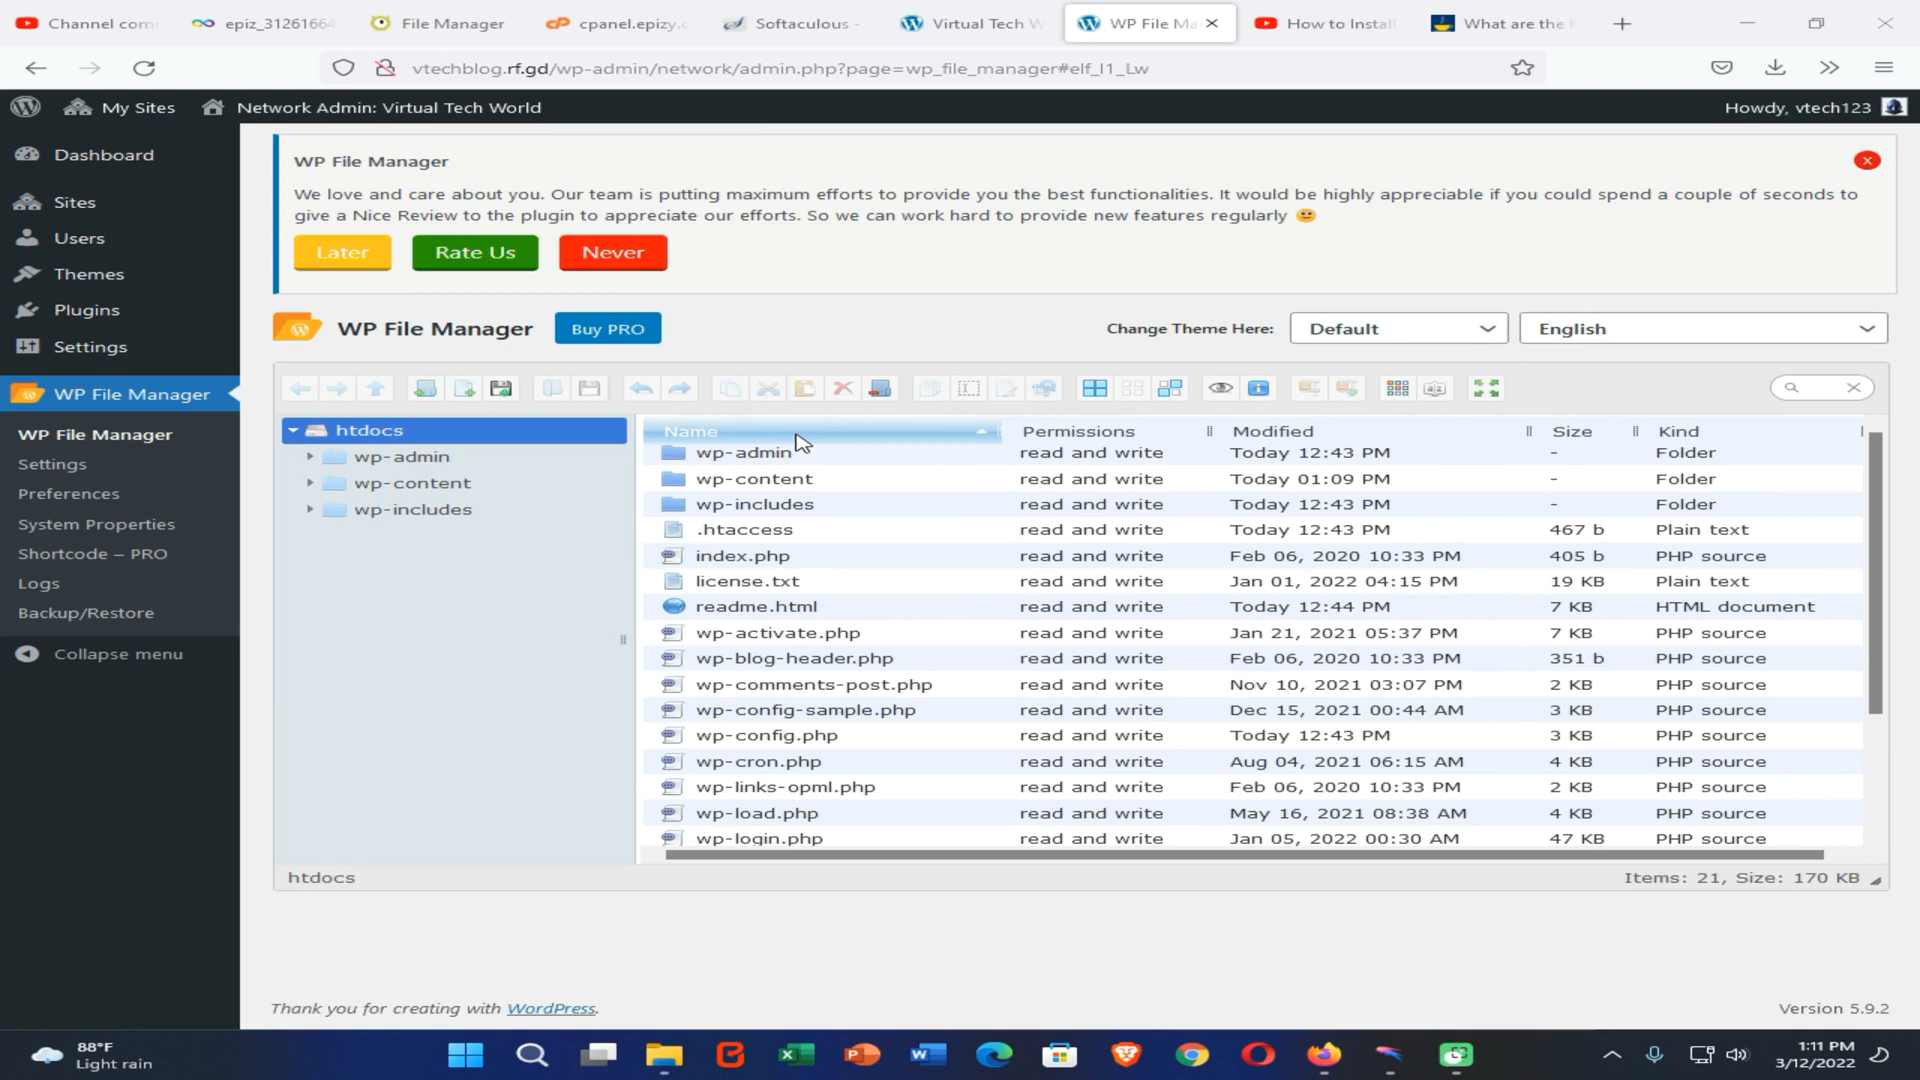 Channel com
epiz_31261664
File Manager
cpanel.epizy.c
Softaculous -
Virtual Tech W
WP File Ma
How to Instal
What are the
vtechblog.rf.gd/wp-admin/network/admin.php?page=wp_file_manager#elf_l1_Lw
My Sites
Network Admin: Virtual Tech World
Howdy, vtech123
Dashboard
Sites
Users
Themes
Plugins
Settings
WP File Manager
WP File Manager
Settings
Preferences
System Properties
Shortcode – PRO
Logs
Backup/Restore
Collapse menu
WP File Manager
We love and care about you. Our team is putting maximum efforts to provide you the best functionalities. It would be highly appreciable if you could spend a couple of seconds to
give a Nice Review to the plugin to appreciate our efforts. So we can work hard to provide new features regularly
Later Rate Us Never
WP File Manager Buy PRO Change Theme Here: Default English
htdocs
wp-admin
wp-content
wp-includes
Name Permissions Modified Size Kind
wp-admin read and write Today 12:43 PM - Folder
wp-content read and write Today 01:09 PM - Folder
wp-includes read and write Today 12:43 PM - Folder
.htaccess read and write Today 12:43 PM 467 b Plain text
index.php read and write Feb 06, 2020 10:33 PM 405 b PHP source
license.txt read and write Jan 01, 2022 04:15 PM 19 KB Plain text
readme.html read and write Today 12:44 PM 7 KB HTML document
wp-activate.php read and write Jan 21, 2021 05:37 PM 7 KB PHP source
wp-blog-header.php read and write Feb 06, 2020 10:33 PM 351 b PHP source
wp-comments-post.php read and write Nov 10, 2021 03:07 PM 2 KB PHP source
wp-config-sample.php read and write Dec 15, 2021 00:44 AM 3 KB PHP source
wp-config.php read and write Today 12:43 PM 3 KB PHP source
wp-cron.php read and write Aug 04, 2021 06:15 AM 4 KB PHP source
wp-links-opml.php read and write Feb 06, 2020 10:33 PM 2 KB PHP source
wp-load.php read and write May 16, 2021 08:38 AM 4 KB PHP source
wp-login.php read and write Jan 05, 2022 00:30 AM 47 KB PHP source
htdocs Items: 21, Size: 170 KB
Thank you for creating with WordPress. Version 5.9.2
88°F
Light rain
1:11 PM
3/12/2022